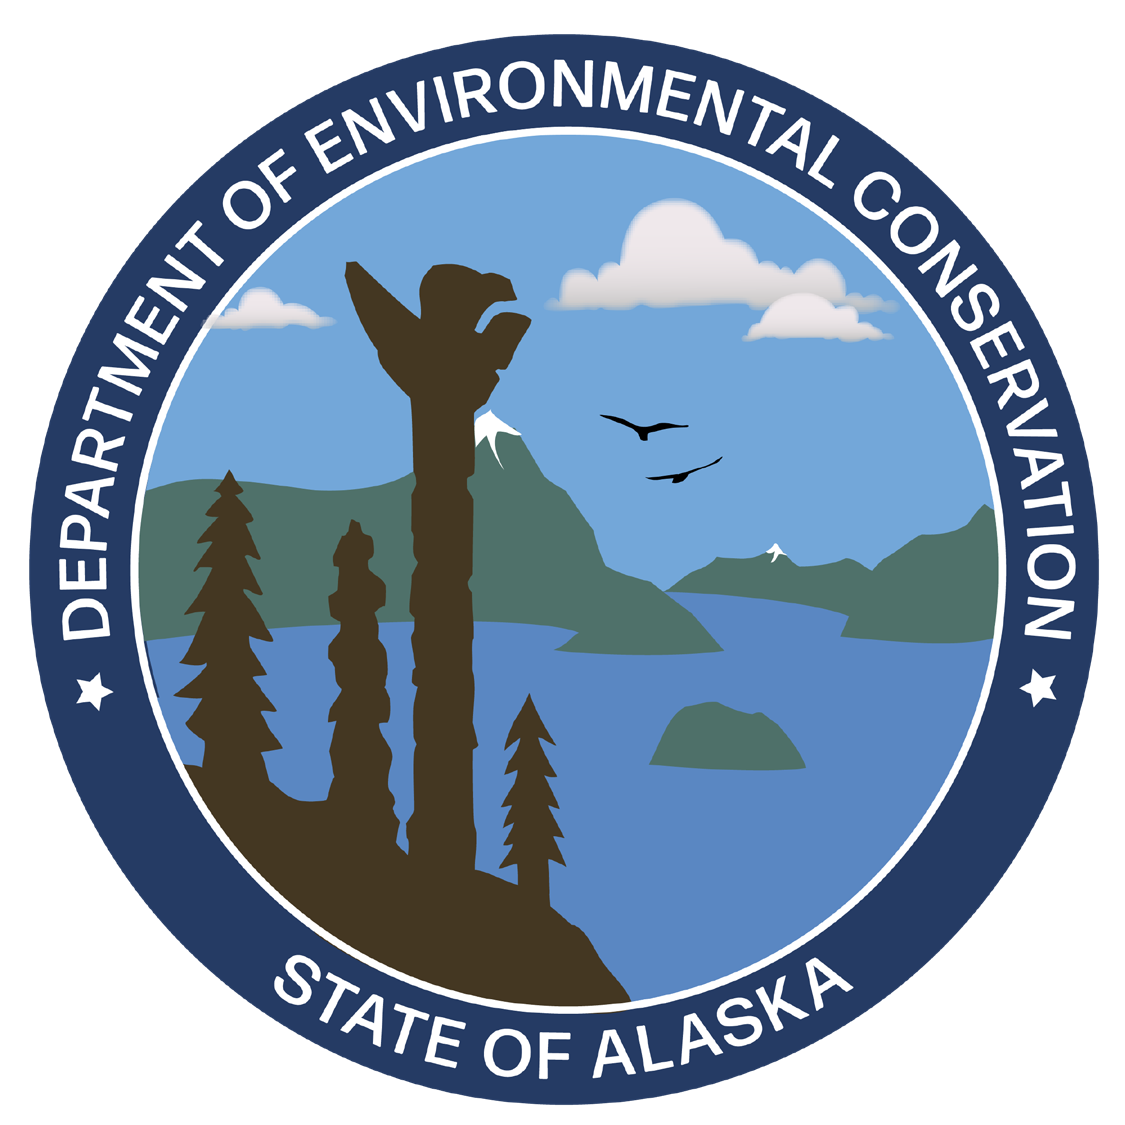 DEPARTMENT OF ENVIRONMENTAL CONSERVATION
STATE OF ALASKA